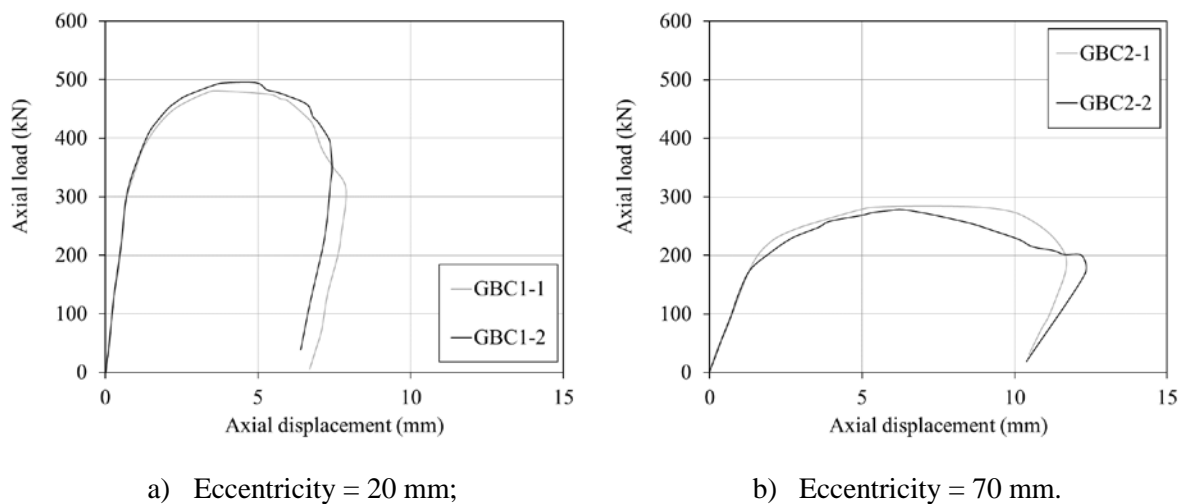 600
500
400
300
200
100
0
Axial load (kN)
GBC1-1
GBC1-2
0 5 10 15
Axial displacement (mm)
a) Eccentricity = 20 mm;
600
500
400
300
200
100
0
Axial load (kN)
GBC2-1
GBC2-2
0 5 10 15
Axial displacement (mm)
b) Eccentricity = 70 mm.